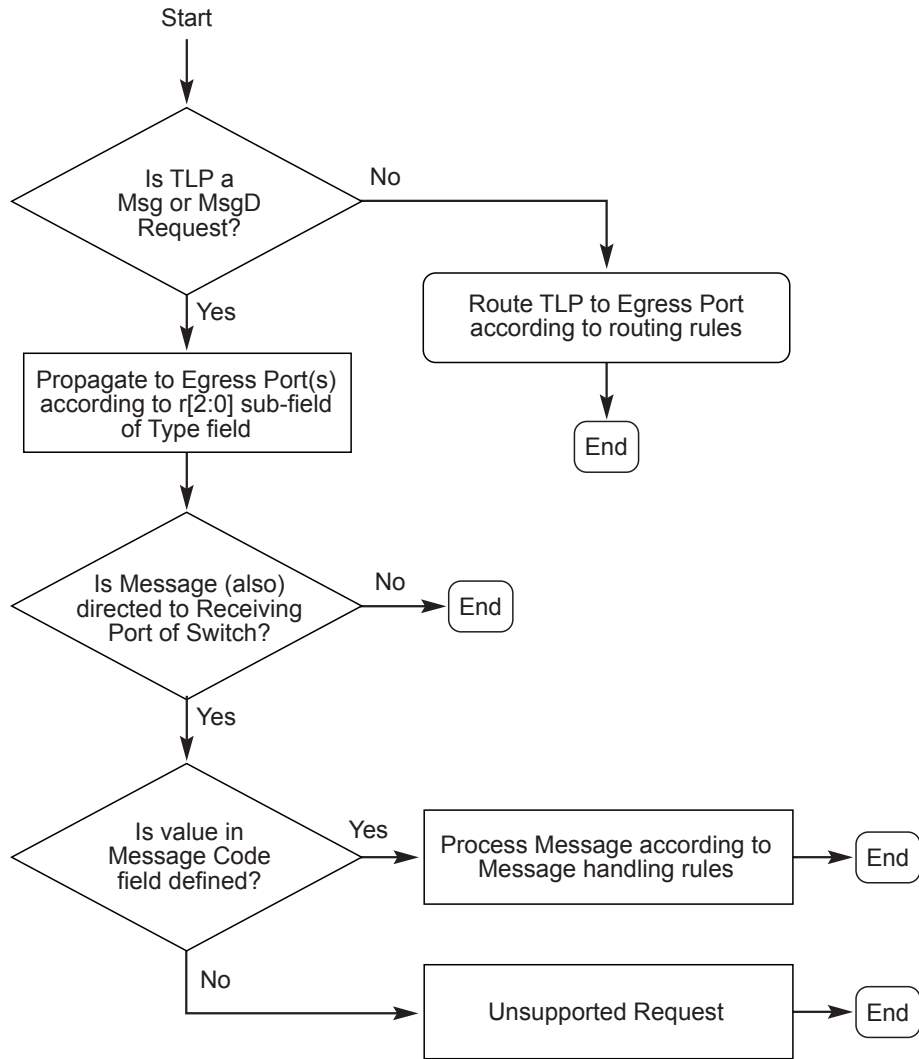 Start
Is TLP a
Msg or MsgD
Request?
No
Route TLP to Egress Port
according to routing rules
End
Yes
Propagate to Egress Port(s)
according to r[2:0] sub-field
of Type field
Is Message (also)
directed to Receiving
Port of Switch?
No
End
Yes
Is value in
Message Code
field defined?
Yes
Process Message according to
Message handling rules
End
No
Unsupported Request
End